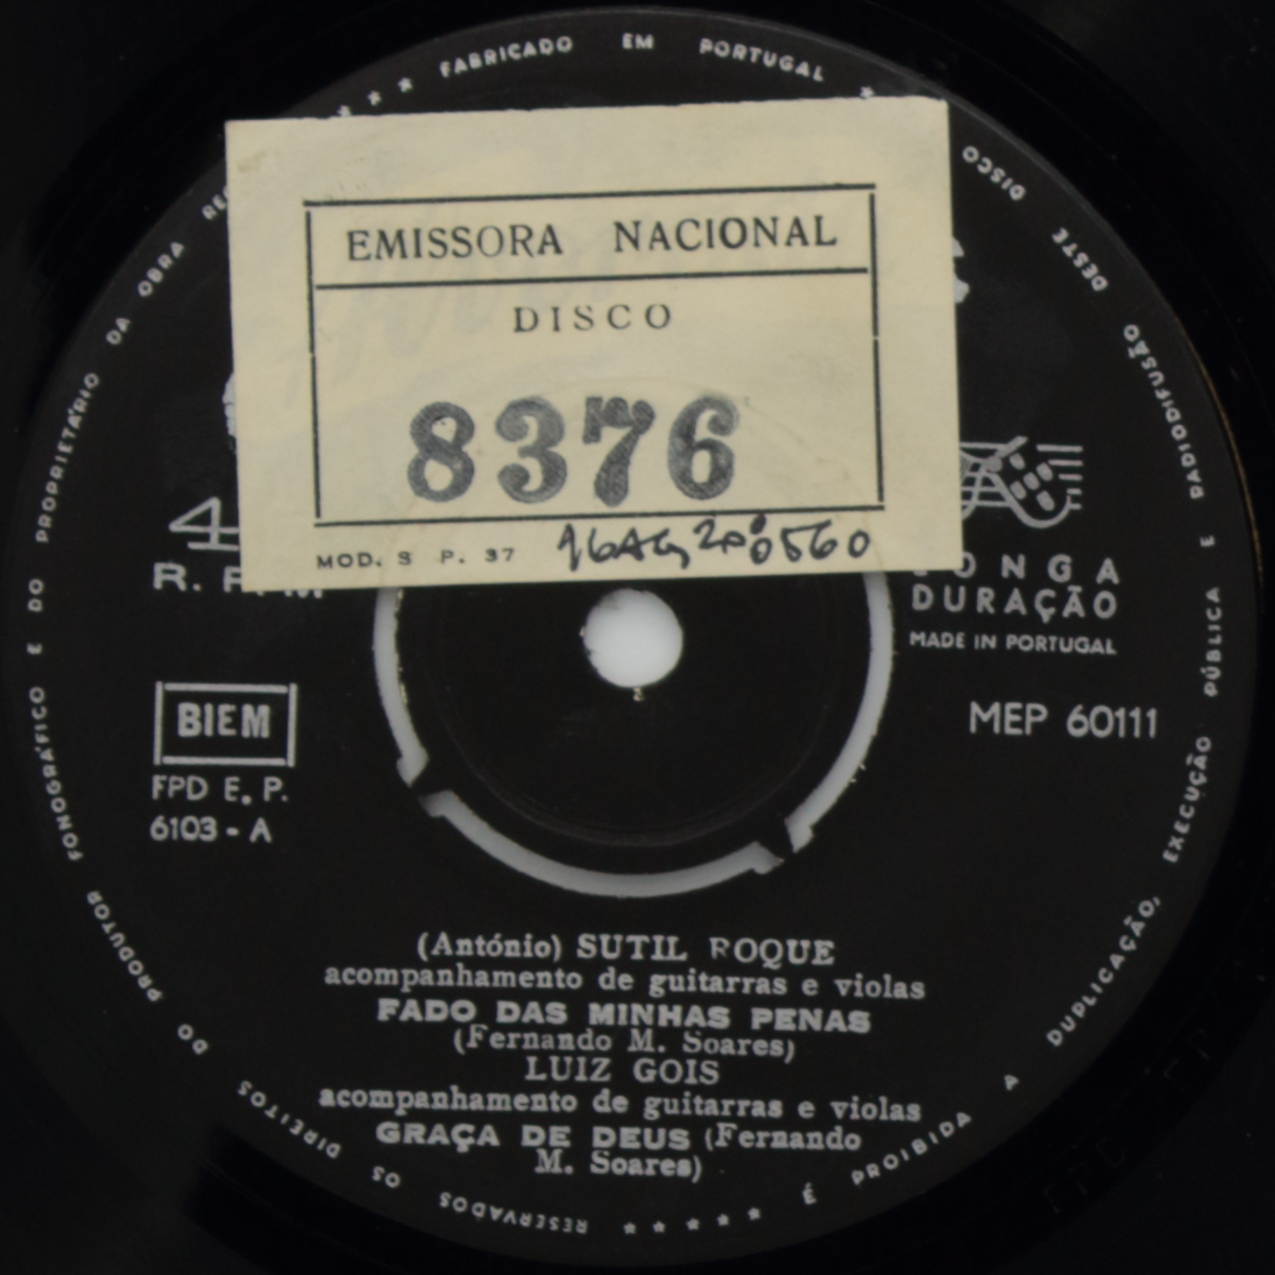 FABRICADO EM PORTUGAL
EMISSORA NACIONAL
DISCO
8376
MOD. S P. 37
R. P. M
LONGA
DURAÇÃO
MADE IN PORTUGAL
BIEM
MEP 60111
FPD E. P.
6103 - A
(António) SUTIL ROQUE
acompanhamento de guitarras e violas
FADO DAS MINHAS PENAS
(Fernando M. Soares)
LUIZ GOIS
acompanhamento de guitarras e violas
GRAÇA DE DEUS (Fernando
M. Soares)
RESERVADOS OS DIREITOS DO PRODUTOR FONOGRÁFICO E DO PROPRIETÁRIO DA OBRA
É PROIBIDA A DUPLICAÇÃO, EXECUÇÃO PÚBLICA E RADIODIFUSÃO DESTE DISCO